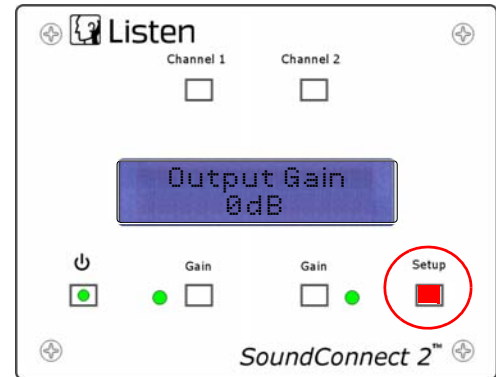 Listen
Channel 1 Channel 2
Output Gain
0dB
Gain Gain Setup
SoundConnect 2™